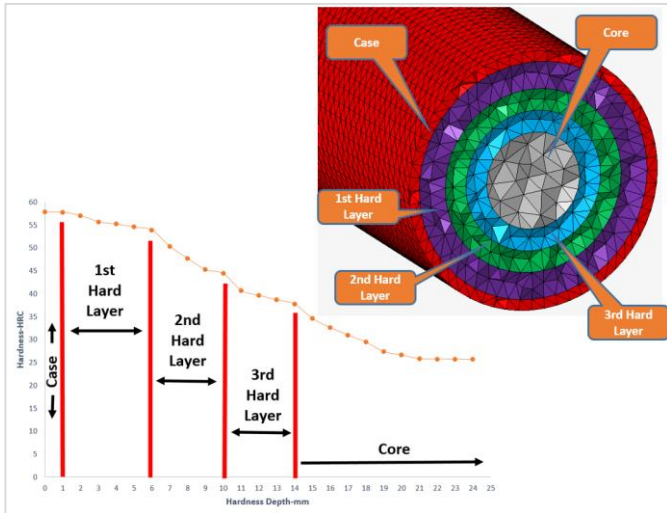 Case
Core
1st Hard
Layer
2nd Hard
Layer
3rd Hard
Layer
60
55
50
45
40
35
30
25
20
15
10
5
0
Hardness-HRC
Case
1st
Hard
Layer
2nd
Hard
Layer
3rd
Hard
Layer
Core
0 1 2 3 4 5 6 7 8 9 10 11 12 13 14 15 16 17 18 19 20 21 22 23 24 25
Hardness Depth-mm